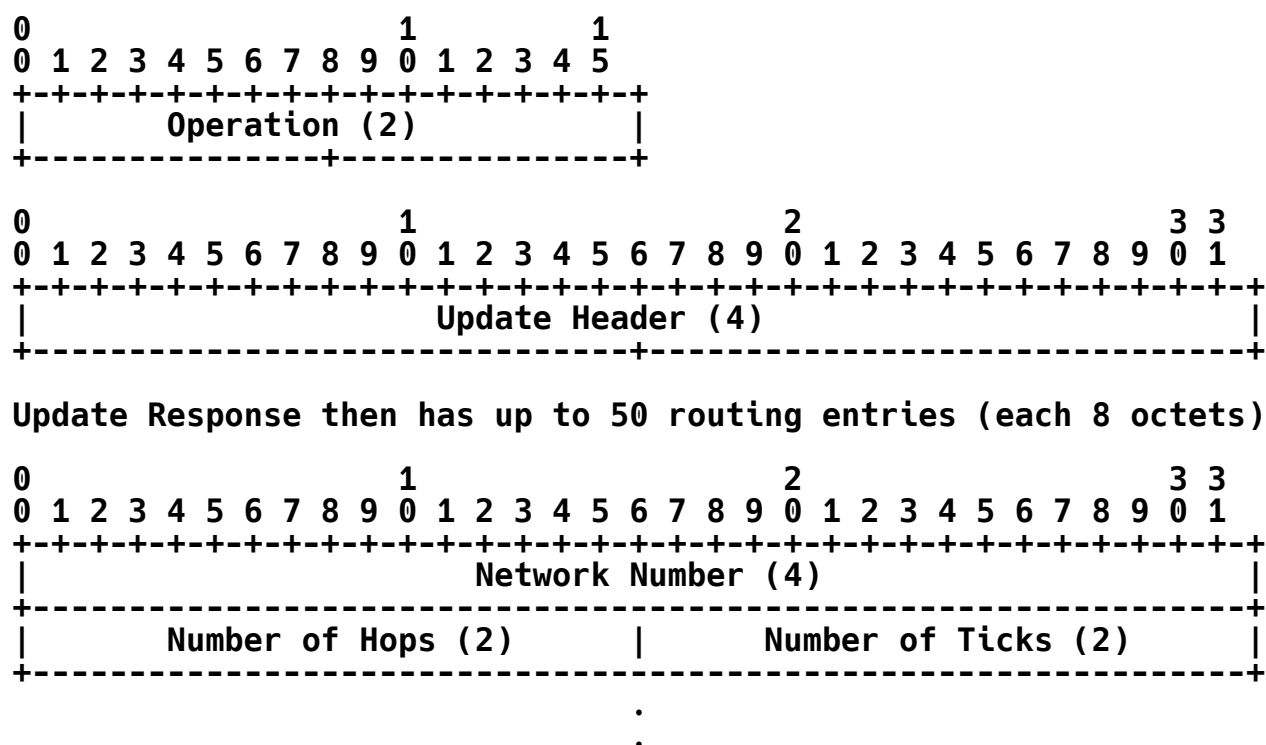 0                   1         1
0 1 2 3 4 5 6 7 8 9 0 1 2 3 4 5
+-+-+-+-+-+-+-+-+-+-+-+-+-+-+-+-+
|       Operation (2)           |
+---------------+---------------+
0                   1                   2                   3 3
0 1 2 3 4 5 6 7 8 9 0 1 2 3 4 5 6 7 8 9 0 1 2 3 4 5 6 7 8 9 0 1
+-+-+-+-+-+-+-+-+-+-+-+-+-+-+-+-+-+-+-+-+-+-+-+-+-+-+-+-+-+-+-+-+
|                     Update Header (4)                         |
+-------------------------------+-------------------------------+
Update Response then has up to 50 routing entries (each 8 octets)
0                   1                   2                   3 3
0 1 2 3 4 5 6 7 8 9 0 1 2 3 4 5 6 7 8 9 0 1 2 3 4 5 6 7 8 9 0 1
+-+-+-+-+-+-+-+-+-+-+-+-+-+-+-+-+-+-+-+-+-+-+-+-+-+-+-+-+-+-+-+-+
|                       Network Number (4)                      |
+---------------------------------------------------------------+
|       Number of Hops (2)      |      Number of Ticks (2)      |
+---------------------------------------------------------------+
                                .
                                .